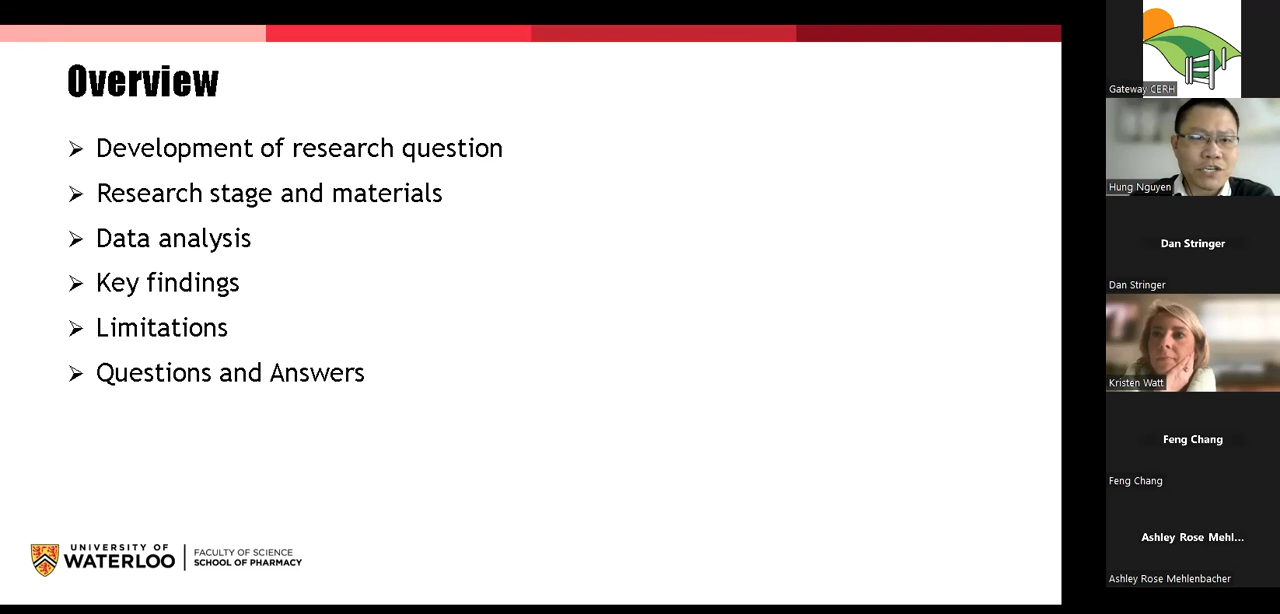 Overview
Development of research question
Research stage and materials
Data analysis
Key findings
Limitations
Questions and Answers
UNIVERSITY OF
WATERLOO
FACULTY OF SCIENCE
SCHOOL OF PHARMACY
Gateway CERH
Hung Nguyen
Dan Stringer
Dan Stringer
Kristen Watt
Feng Chang
Feng Chang
Ashley Rose Mehl...
Ashley Rose Mehlenbacher